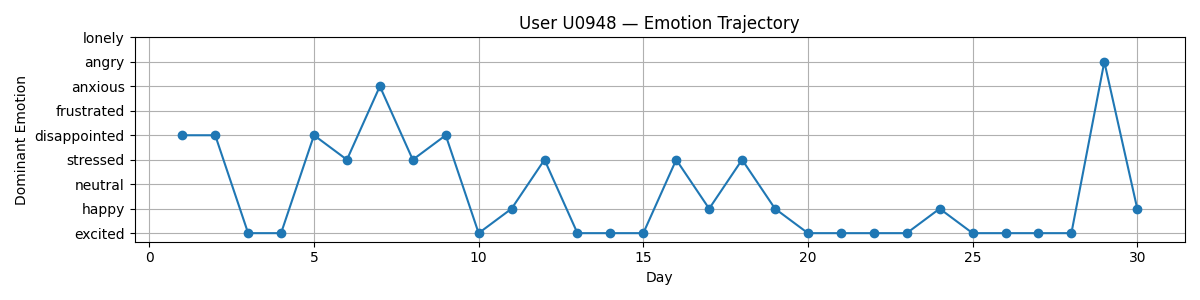 User U0948 — Emotion Trajectory
Dominant Emotion
lonely
angry
anxious
frustrated
disappointed
stressed
neutral
happy
excited
0 5 10 15 20 25 30
Day